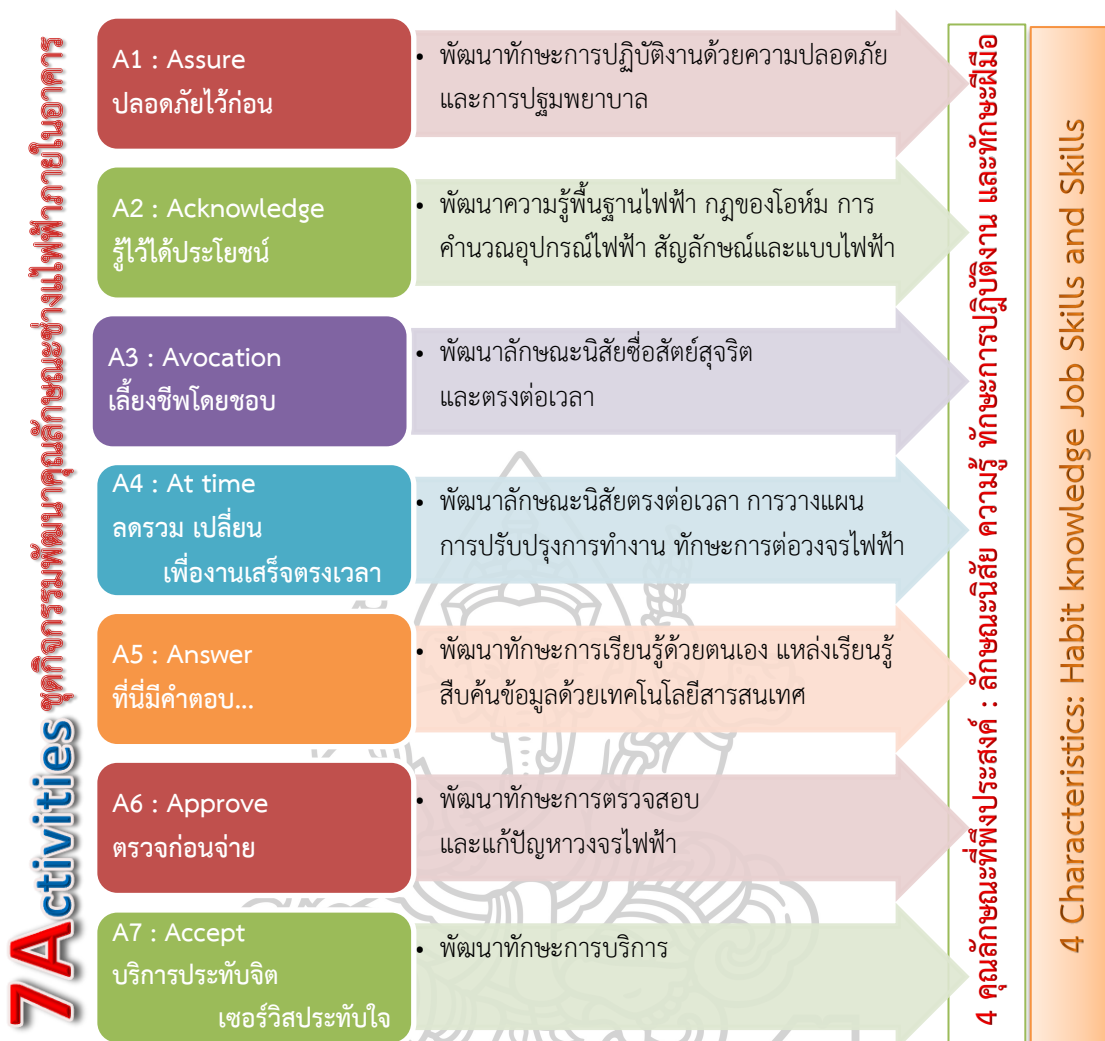 7Activities ชุดกิจกรรมพัฒนาคุณลักษณะช่างแไฟฟ้าภายในอาคาร
A1 : Assure
ปลอดภัยไว้ก่อน
• พัฒนาทักษะการปฏิบัติงานด้วยความปลอดภัย
และการปฐมพยาบาล
A2 : Acknowledge
รู้ไว้ได้ประโยชน์
• พัฒนาความรู้พื้นฐานไฟฟ้า กฎของโอห์ม การ
คำนวณอุปกรณ์ไฟฟ้า สัญลักษณ์และแบบไฟฟ้า
A3 : Avocation
เลี้ยงชีพโดยชอบ
• พัฒนาลักษณะนิสัยซื่อสัตย์สุจริต
และตรงต่อเวลา
A4 : At time
ลดรวม เปลี่ยน
เพื่องานเสร็จตรงเวลา
• พัฒนาลักษณะนิสัยตรงต่อเวลา การวางแผน
การปรับปรุงการทำงาน ทักษะการต่อวงจรไฟฟ้า
A5 : Answer
ที่นี่มีคำตอบ...
• พัฒนาทักษะการเรียนรู้ด้วยตนเอง แหล่งเรียนรู้
สืบค้นข้อมูลด้วยเทคโนโลยีสารสนเทศ
A6 : Approve
ตรวจก่อนจ่าย
• พัฒนาทักษะการตรวจสอบ
และแก้ปัญหาวงจรไฟฟ้า
A7 : Accept
บริการประทับจิต
เซอร์วิสประทับใจ
• พัฒนาทักษะการบริการ
4 คุณลักษณะที่พึงประสงค์ : ลักษณะนิสัย ความรู้ ทักษะการปฏิบัติงาน และทักษะฝีมือ
4 Characteristics: Habit knowledge Job Skills and Skills